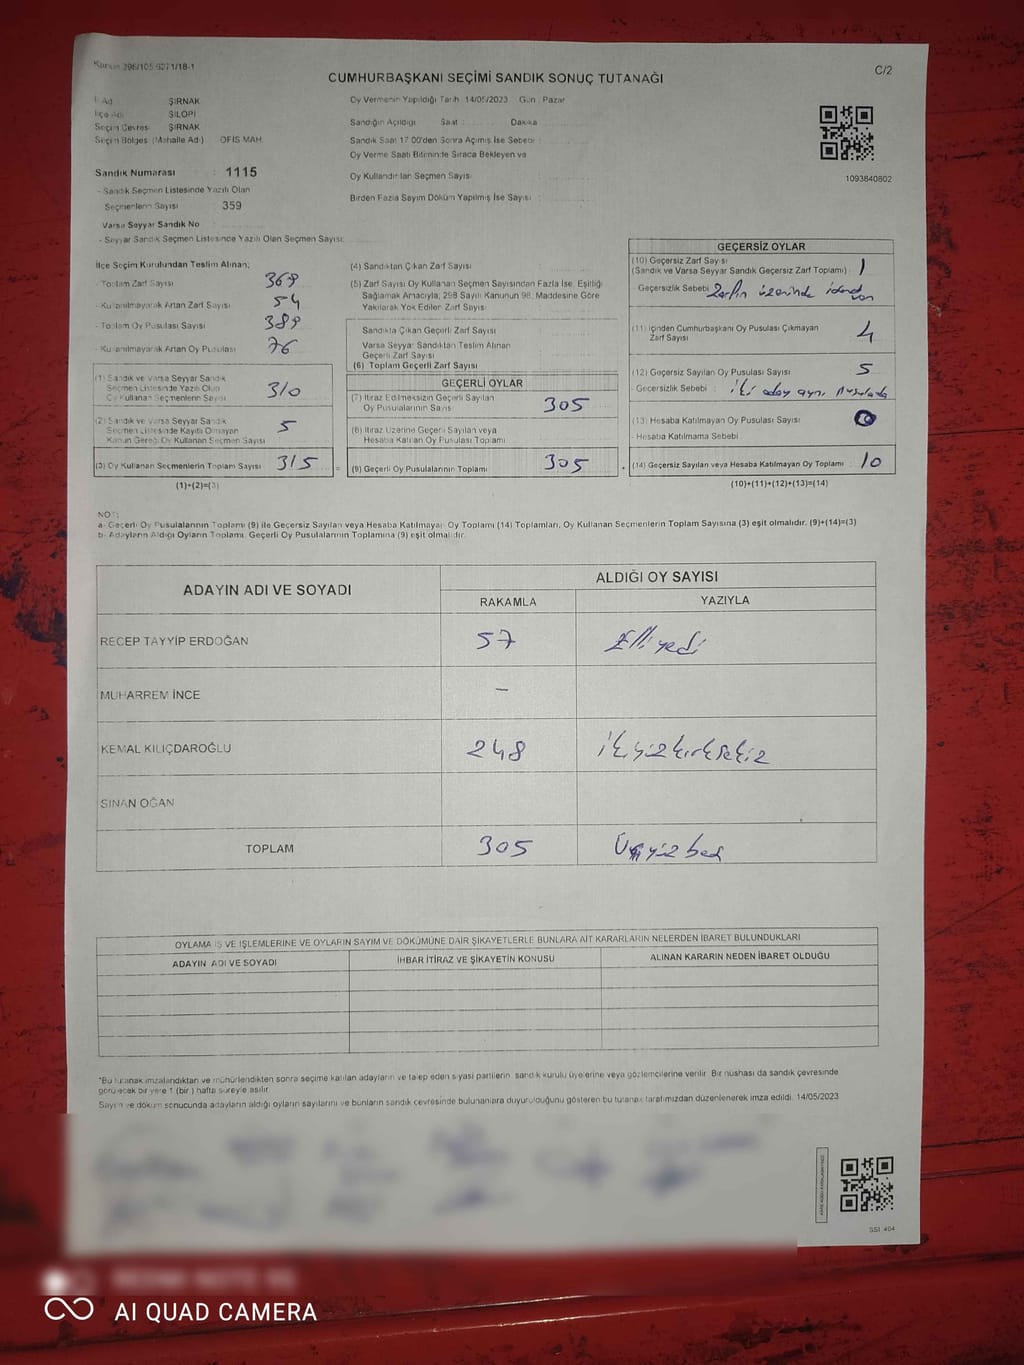 CUMHURBAŞKANI SEÇİMİ SANDIK SONUÇ TUTANAĞI
C/2
İl Adı ŞIRNAK
İlçe Adı SİLOPİ
Seçim Çevresi ŞIRNAK
Seçim Bölgesi (Mahalle Adı) OFİS MAH.
Sandık Numarası : 1115
- Sandık Seçmen Listesinde Yazılı Olan
Seçmenlerin Sayısı 359
Varsa Seyyar Sandık No
- Seyyar Sandık Seçmen Listesinde Yazılı Olan Seçmen Sayısı:
Oy Vermenin Yapıldığı Tarih 14/05/2023 Gün : Pazar
Sandığın Açıldığı Saat : Dakika
Sandık Saat 17:00'den Sonra Açılmış İse Sebebi :
Oy Verme Saati Bitiminde Sırada Bekleyen ve
Oy Kullandırılan Seçmen Sayısı
Birden Fazla Sayım Döküm Yapılmış İse Sayısı :
1093840802
İlçe Seçim Kurulundan Teslim Alınan;
- Toplam Zarf Sayısı 369
- Kullanılmayarak Artan Zarf Sayısı 54
- Toplam Oy Pusulası Sayısı 389
- Kullanılmayarak Artan Oy Pusulası 76
(1) Sandık ve Varsa Seyyar Sandık
Seçmen Listesinde Yazılı Olup
Oy Kullanan Seçmenlerin Sayısı 310
(2) Sandık ve Varsa Seyyar Sandık
Seçmen Listesinde Kayıtlı Olmayan
Kanun Gereği Oy Kullanan Seçmen Sayısı 5
(3) Oy Kullanan Seçmenlerin Toplam Sayısı 315 =
(1)+(2)=(3)
(4) Sandıktan Çıkan Zarf Sayısı
(5) Zarf Sayısı Oy Kullanan Seçmen Sayısından Fazla İse, Eşitliği
Sağlamak Amacıyla, 298 Sayılı Kanunun 98. Maddesine Göre
Yakılarak Yok Edilen Zarf Sayısı
Sandıkta Çıkan Geçerli Zarf Sayısı
Varsa Seyyar Sandıktan Teslim Alınan
Geçerli Zarf Sayısı
(6) Toplam Geçerli Zarf Sayısı
GEÇERLİ OYLAR
(7) İtiraz Edilmeksizin Geçerli Sayılan
Oy Pusulalarının Sayısı 305
(8) İtiraz Üzerine Geçerli Sayılan veya
Hesaba Katılan Oy Pusulası Toplamı
(9) Geçerli Oy Pusulalarının Toplamı 305 +
GEÇERSİZ OYLAR
(10) Geçersiz Zarf Sayısı
(Sandık ve Varsa Seyyar Sandık Geçersiz Zarf Toplamı) 1
- Geçersizlik Sebebi : Zarfın üzerinde
(11) İçinden Cumhurbaşkanı Oy Pusulası Çıkmayan
Zarf Sayısı 4
(12) Geçersiz Sayılan Oy Pusulası Sayısı 5
- Geçersizlik Sebebi : iki aday aynı pusulada
(13) Hesaba Katılmayan Oy Pusulası Sayısı 0
- Hesaba Katılmama Sebebi
(14) Geçersiz Sayılan veya Hesaba Katılmayan Oy Toplamı : 10
(10)+(11)+(12)+(13)=(14)
NOT:
a- Geçerli Oy Pusulalarının Toplamı (9) ile Geçersiz Sayılan veya Hesaba Katılmayan Oy Toplamı (14) Toplamları, Oy Kullanan Seçmenlerin Toplam Sayısına (3) eşit olmalıdır. (9)+(14)=(3)
b- Adayların Aldığı Oyların Toplamı, Geçerli Oy Pusulalarının Toplamına (9) eşit olmalıdır.
ADAYIN ADI VE SOYADI
ALDIĞI OY SAYISI
RAKAMLA YAZIYLA
RECEP TAYYİP ERDOĞAN 57 Elliyedi
MUHARREM İNCE –
KEMAL KILIÇDAROĞLU 248 ikiyüzkırksekiz
SİNAN OĞAN
TOPLAM 305 Üçyüzbeş
OYLAMA İŞ VE İŞLEMLERİNE VE OYLARIN SAYIM VE DÖKÜMÜNE DAİR ŞİKAYETLERLE BUNLARA AİT KARARLARIN NELERDEN İBARET BULUNDUKLARI
ADAYIN ADI VE SOYADI İHBAR İTİRAZ VE ŞİKAYETİN KONUSU ALINAN KARARIN NEDEN İBARET OLDUĞU
*Bu tutanak imzalandıktan ve mühürlendikten sonra seçime katılan adayların ve talep eden siyasi partilerin, sandık kurulu üyelerine veya gözlemcilerine verilir. Bir nüshası da sandık çevresinde
görülecek bir yere 1 (bir) hafta süreyle asılır.
Sayım ve döküm sonucunda adayların aldığı oyların sayılarını ve bunların sandık çevresinde bulunanlara duyurulduğunu gösteren bu tutanak tarafımızdan düzenlenerek imza edildi. 14/05/2023
AI QUAD CAMERA